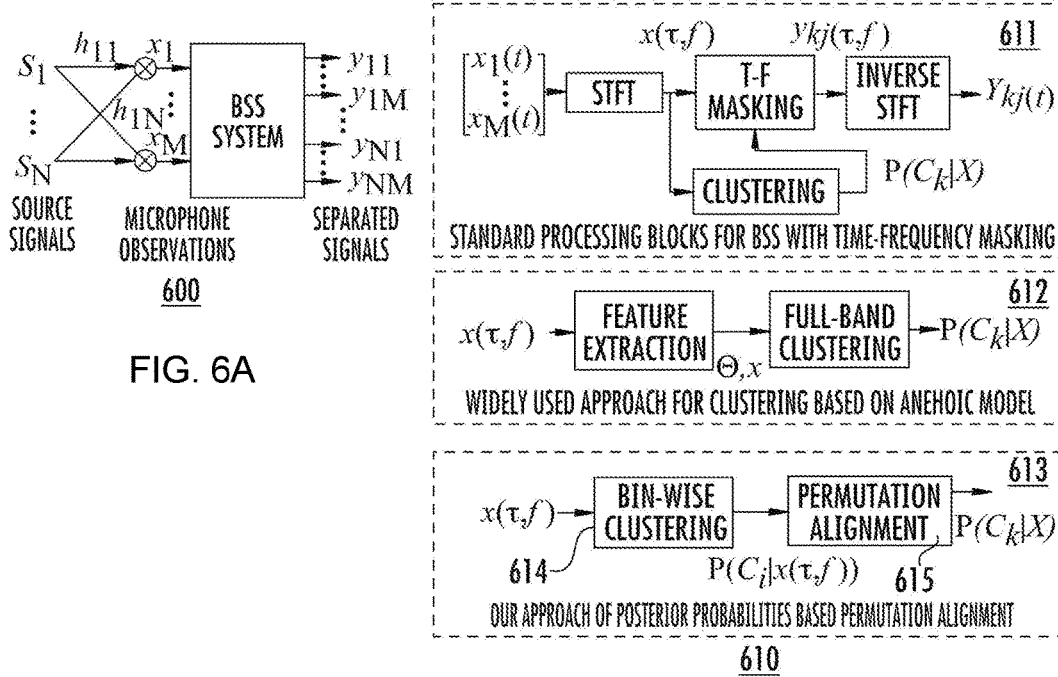 S1
⋮
SN
SOURCE SIGNALS
h11
h1N
x1
⋮
xM
MICROPHONE OBSERVATIONS
BSS SYSTEM
y11
⋮
y1M
⋮
yN1
⋮
yNM
SEPARATED SIGNALS
600
FIG. 6A
611
x1(t)
⋮
xM(t)
STFT
x(τ,f)
T-F MASKING
ykj(τ,f)
INVERSE STFT
Ykj(t)
CLUSTERING
P(Ck|X)
STANDARD PROCESSING BLOCKS FOR BSS WITH TIME-FREQUENCY MASKING
612
x(τ,f)
FEATURE EXTRACTION
Θ,x
FULL-BAND CLUSTERING
P(Ck|X)
WIDELY USED APPROACH FOR CLUSTERING BASED ON ANEHOIC MODEL
613
x(τ,f)
BIN-WISE CLUSTERING
614
P(Ci|x(τ,f))
PERMUTATION ALIGNMENT
615
P(Ck|X)
OUR APPROACH OF POSTERIOR PROBABILITIES BASED PERMUTATION ALIGNMENT
610